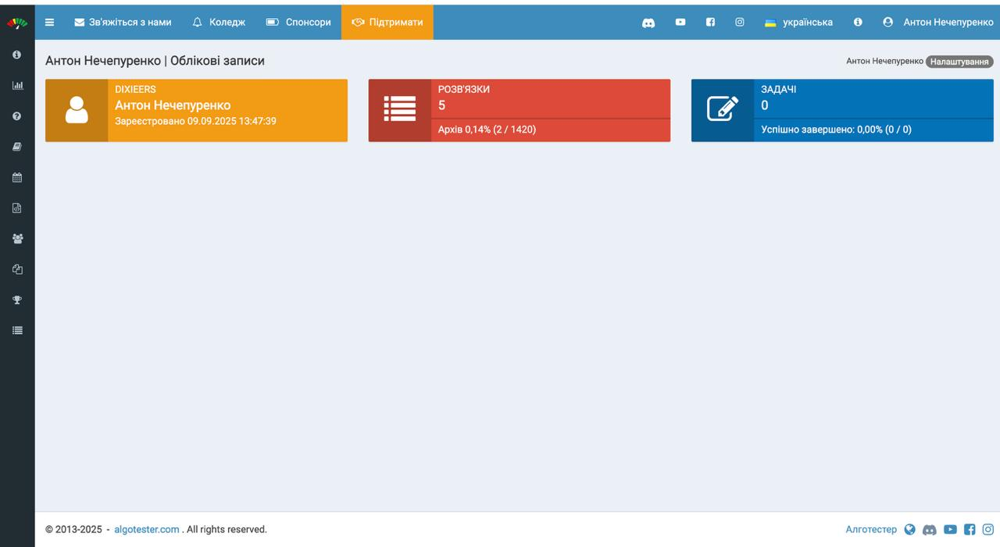 Зв'яжіться з нами
Коледж
Спонсори
Підтримати
українська
Антон Нечепуренко
Антон Нечепуренко | Облікові записи
Антон Нечепуренко Налаштування
DIXIEERS
Антон Нечепуренко
Зареєстровано 09.09.2025 13:47:39
РОЗВ'ЯЗКИ
5
Архів 0,14% (2 / 1420)
ЗАДАЧІ
0
Успішно завершено: 0,00% (0 / 0)
© 2013-2025 - algotester.com . All rights reserved.
Алготестер